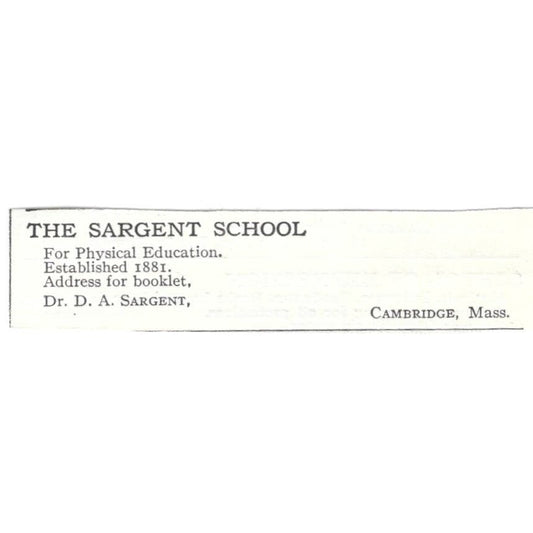 THE SARGENT SCHOOL
For Physical Education.
Established 1881.
Address for booklet,
Dr. D. A. SARGENT,
CAMBRIDGE, Mass.